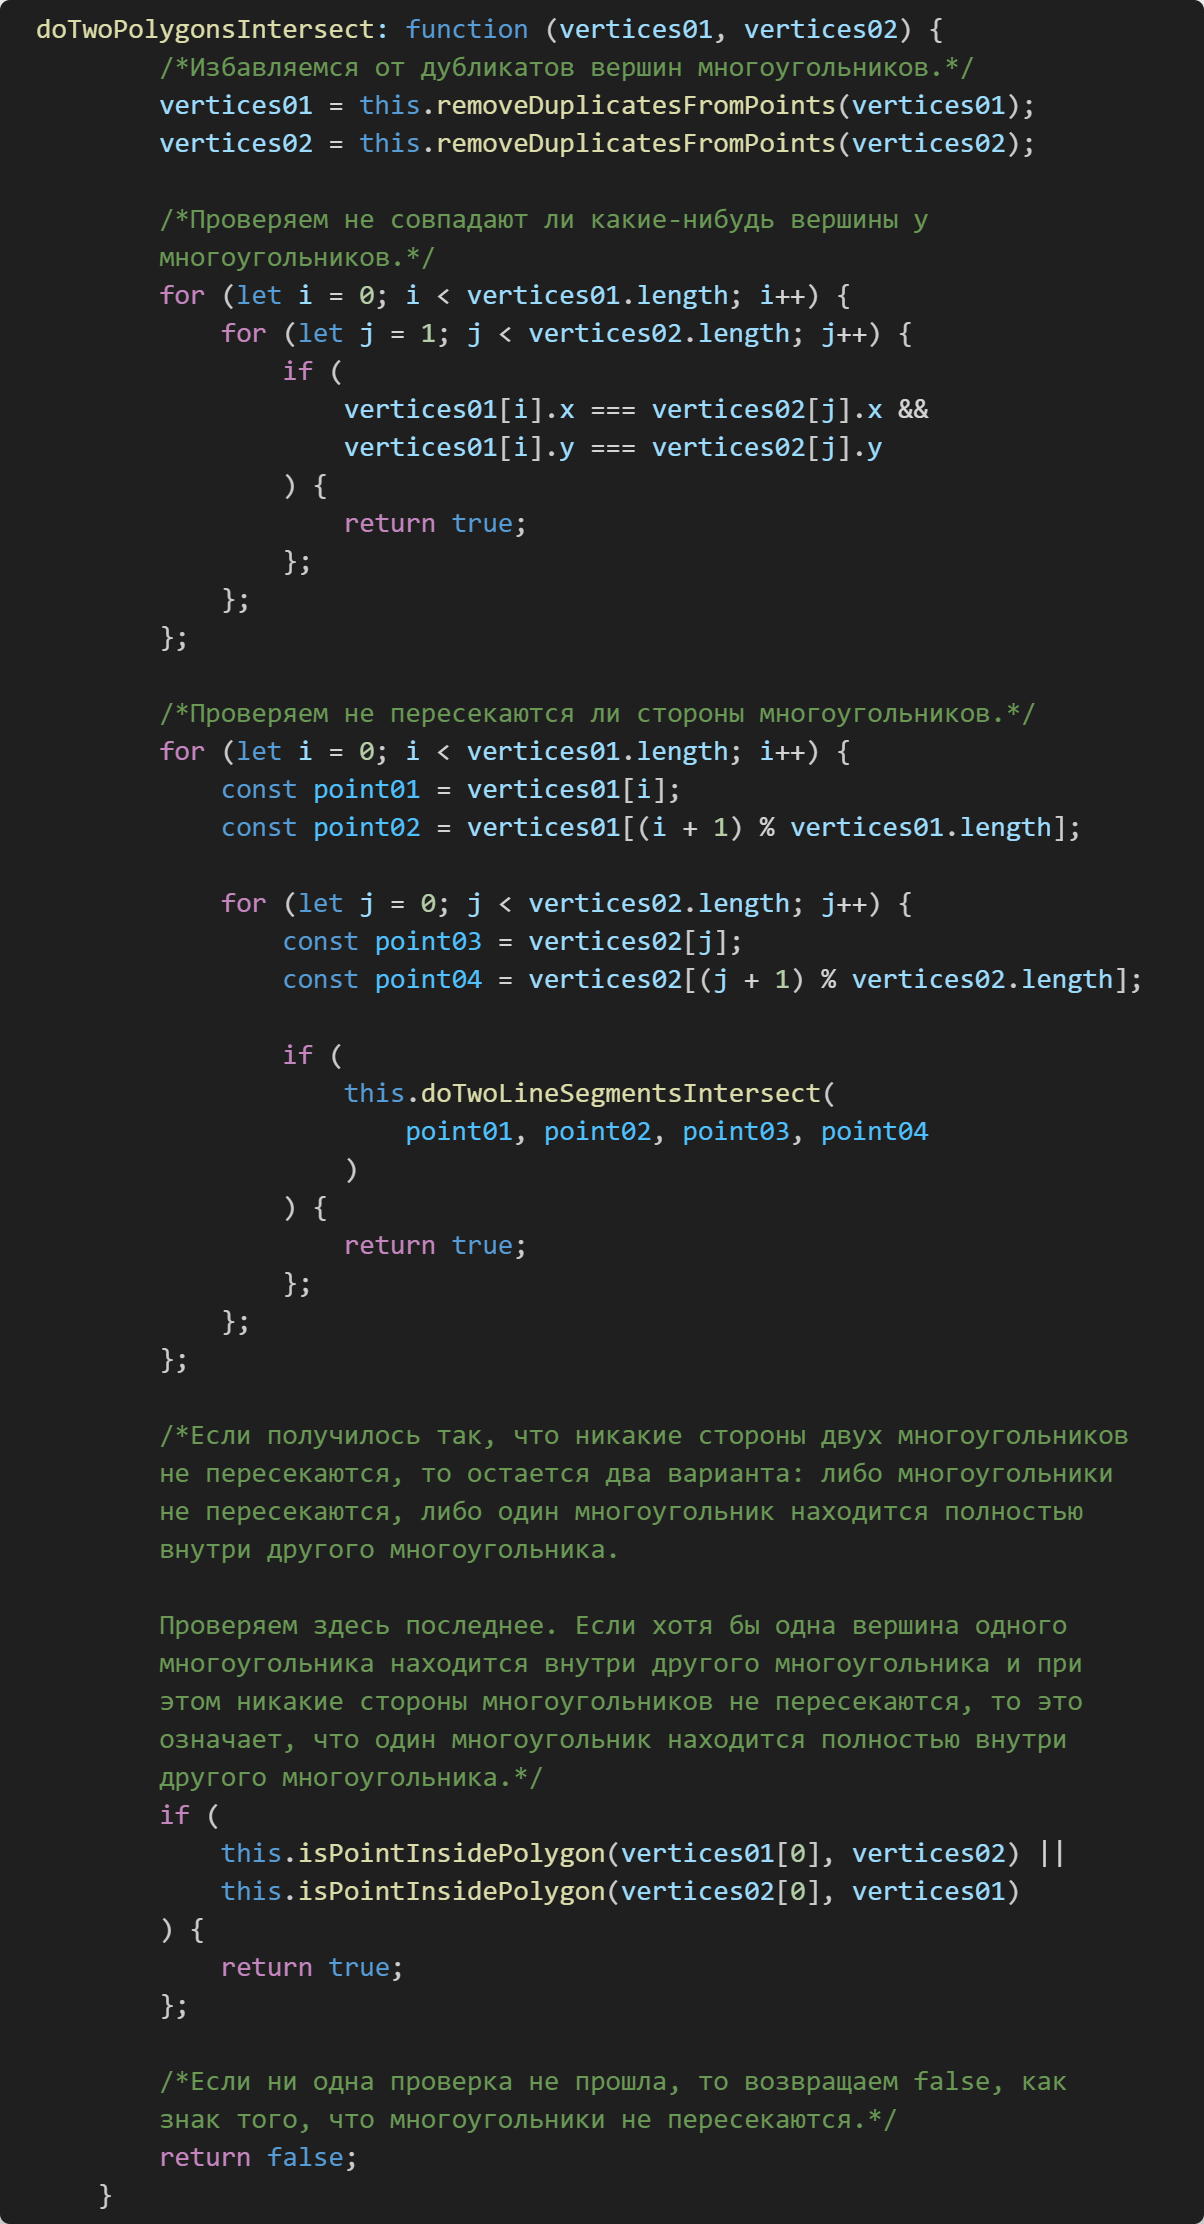 doTwoPolygonsIntersect: function (vertices01, vertices02) {
/*Избавляемся от дубликатов вершин многоугольников.*/
vertices01 = this.removeDuplicatesFromPoints(vertices01);
vertices02 = this.removeDuplicatesFromPoints(vertices02);
/*Проверяем не совпадают ли какие-нибудь вершины у
многоугольников.*/
for (let i = 0; i < vertices01.length; i++) {
for (let j = 1; j < vertices02.length; j++) {
if (
vertices01[i].x === vertices02[j].x &&
vertices01[i].y === vertices02[j].y
) {
return true;
};
};
};
/*Проверяем не пересекаются ли стороны многоугольников.*/
for (let i = 0; i < vertices01.length; i++) {
const point01 = vertices01[i];
const point02 = vertices01[(i + 1) % vertices01.length];
for (let j = 0; j < vertices02.length; j++) {
const point03 = vertices02[j];
const point04 = vertices02[(j + 1) % vertices02.length];
if (
this.doTwoLineSegmentsIntersect(
point01, point02, point03, point04
)
) {
return true;
};
};
};
/*Если получилось так, что никакие стороны двух многоугольников
не пересекаются, то остается два варианта: либо многоугольники
не пересекаются, либо один многоугольник находится полностью
внутри другого многоугольника.
Проверяем здесь последнее. Если хотя бы одна вершина одного
многоугольника находится внутри другого многоугольника и при
этом никакие стороны многоугольников не пересекаются, то это
означает, что один многоугольник находится полностью внутри
другого многоугольника.*/
if (
this.isPointInsidePolygon(vertices01[0], vertices02) ||
this.isPointInsidePolygon(vertices02[0], vertices01)
) {
return true;
};
/*Если ни одна проверка не прошла, то возвращаем false, как
знак того, что многоугольники не пересекаются.*/
return false;
}